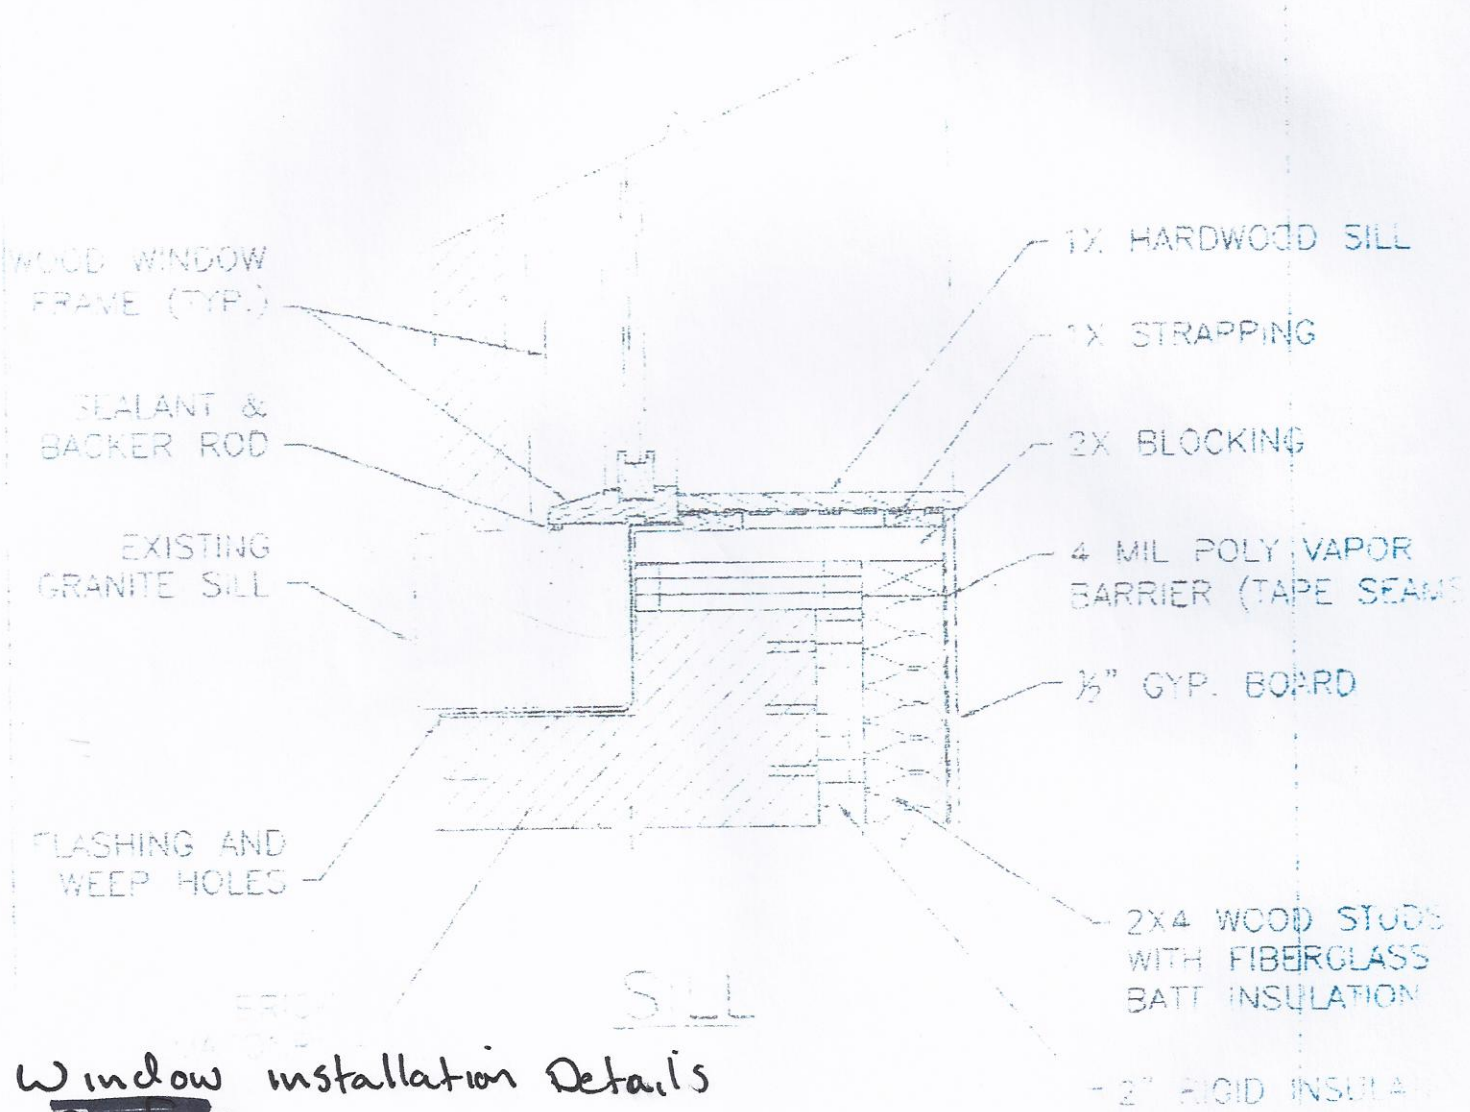 WOOD WINDOW
FRAME (TYP.)
SEALANT &
BACKER ROD
EXISTING
GRANITE SILL
FLASHING AND
WEEP HOLES
1X HARDWOOD SILL
1X STRAPPING
2X BLOCKING
4 MIL POLY VAPOR
BARRIER (TAPE SEAMS
½" GYP. BOARD
2X4 WOOD STUDS
WITH FIBERGLASS
BATT INSULATION
2" RIGID
SILL
Window installation Details